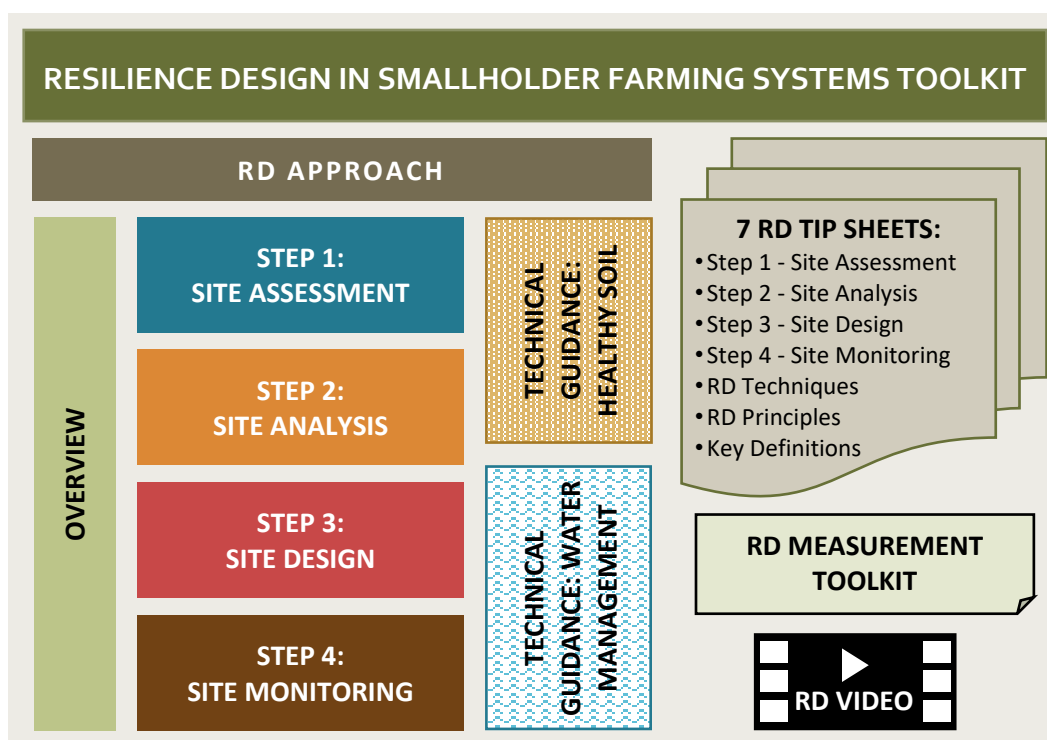 RESILIENCE DESIGN IN SMALLHOLDER FARMING SYSTEMS TOOLKIT
RD APPROACH
OVERVIEW
STEP 1:
SITE ASSESSMENT
STEP 2:
SITE ANALYSIS
STEP 3:
SITE DESIGN
STEP 4:
SITE MONITORING
TECHNICAL
GUIDANCE:
HEALTHY SOIL
TECHNICAL
GUIDANCE: WATER
MANAGEMENT
7 RD TIP SHEETS:
•Step 1 - Site Assessment
•Step 2 - Site Analysis
•Step 3 - Site Design
•Step 4 - Site Monitoring
•RD Techniques
•RD Principles
•Key Definitions
RD MEASUREMENT
TOOLKIT
RD VIDEO